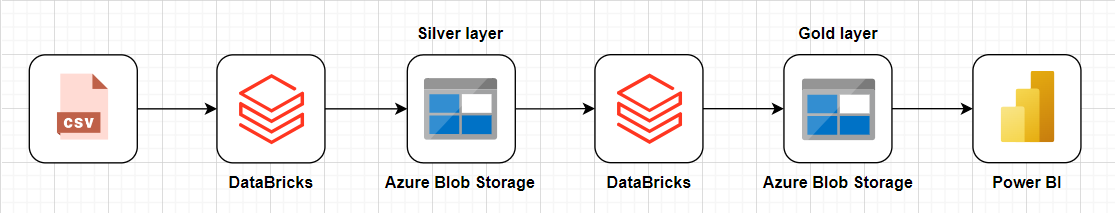 Silver layer
Gold layer
CSV
DataBricks
Azure Blob Storage
DataBricks
Azure Blob Storage
Power BI